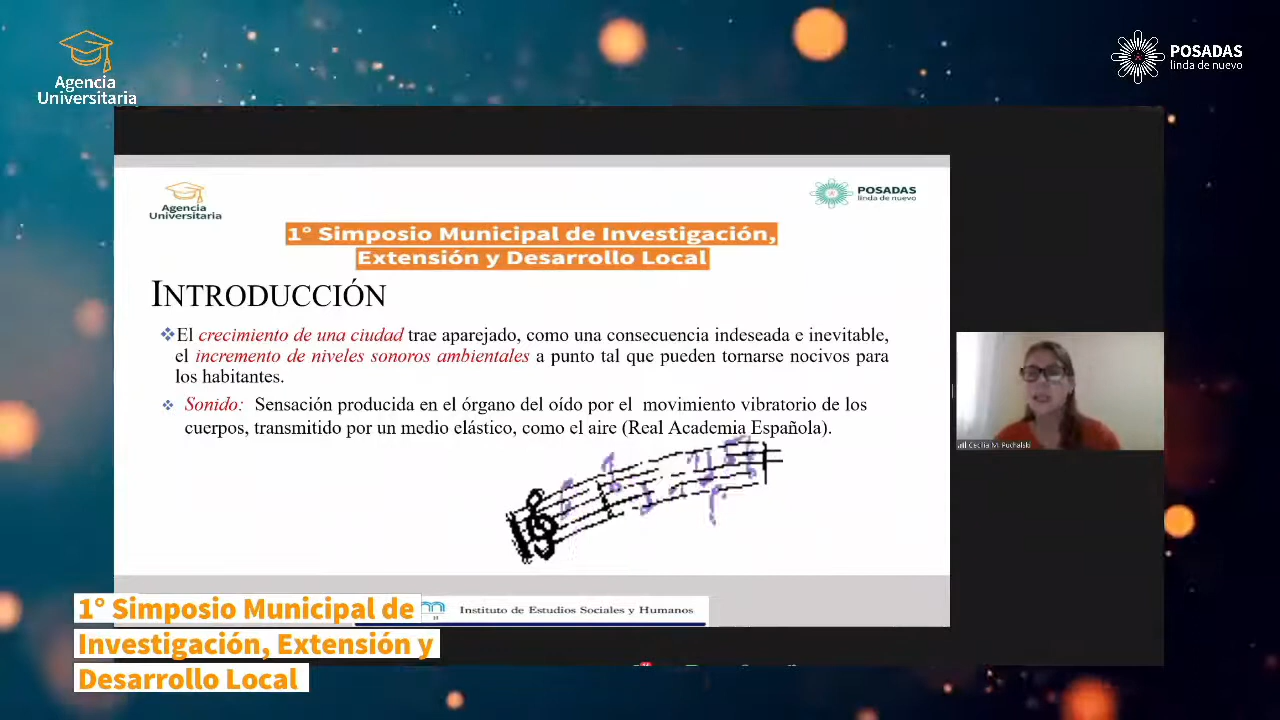 Agencia
Universitaria
POSADAS
linda de nuevo
Agencia
Universitaria
POSADAS
linda de nuevo
1° Simposio Municipal de Investigación,
Extensión y Desarrollo Local
INTRODUCCIÓN
El crecimiento de una ciudad trae aparejado, como una consecuencia indeseada e inevitable,
el incremento de niveles sonoros ambientales a punto tal que pueden tornarse nocivos para
los habitantes.
Sonido: Sensación producida en el órgano del oído por el movimiento vibratorio de los
cuerpos, transmitido por un medio elástico, como el aire (Real Academia Española).
Cecilia M. Puchalski
Instituto de Estudios Sociales y Humanos
1° Simposio Municipal de
Investigación, Extensión y
Desarrollo Local